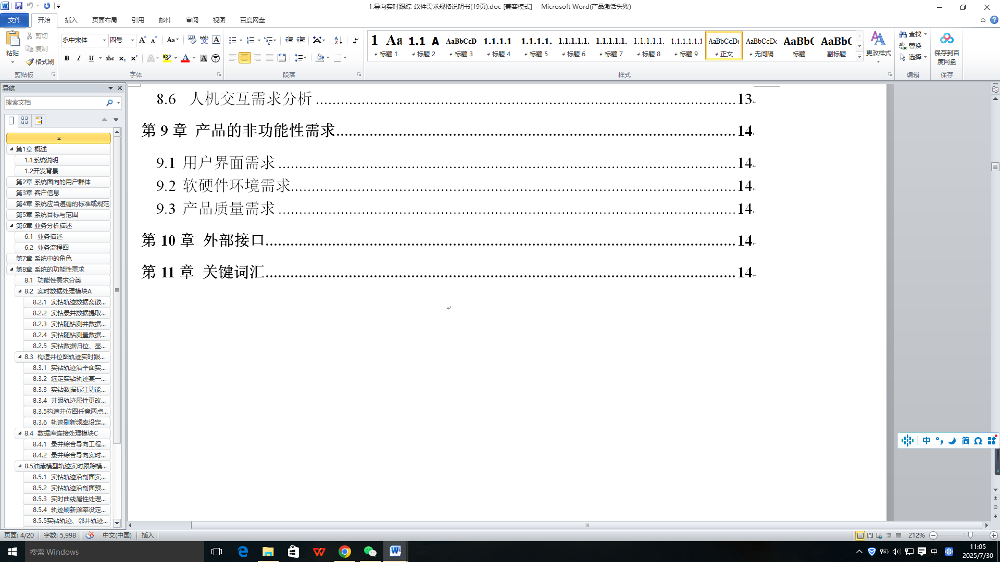 1.导向实时跟踪-软件需求规格说明书(19页).doc [兼容模式] - Microsoft Word(产品激活失败)
文件 开始 插入 页面布局 引用 邮件 审阅 视图 百度网盘
粘贴 剪切 复制 格式刷 剪贴板
永中宋体 四号 字体
段落
1 Aa 1.1 A AaBbCcD 1.1.1.1 1.1.1.1. 1.1.1.1.1. 1.1.1.1.1. 1.1.1.1.1. 1.1.1.1.1.1 AaBbCcDc AaBbCcDc AaBbC AaBbC
标题 1 标题 2 标题 3 标题 4 标题 5 标题 6 标题 7 标题 8 标题 9 正文 无间隔 标题 副标题
更改样式 样式
查找 替换 选择 编辑
保存到百度网盘 保存
导航
搜索文档
第1章 概述
1.1系统说明
1.2开发背景
第2章 系统面向的用户群体
第3章 客户信息
第4章 系统应当遵循的标准或规范
第5章 系统目标与范围
第6章 业务分析描述
6.1 业务描述
6.2 业务流程图
第7章 系统中的角色
第8章 系统的功能性需求
8.1 功能性需求分类
8.2 实时数据处理模块A
8.2.1 实钻轨迹数据离散...
8.2.2 实钻录井数据提取...
8.2.3 实钻随钻测井数据...
8.2.4 实钻随钻测量数据...
8.2.5 实钻数据归位、显...
8.3 构造井位图轨迹实时跟...
8.3.1 实钻轨迹沿平面实...
8.3.2 选定实钻轨迹某一...
8.3.3 实钻数据标注功能...
8.3.4 井眼轨迹属性更改...
8.3.5构造井位图任意两点...
8.3.6 轨迹刷新频率设定...
8.4 数据库连接处理模块C
8.4.1 录井综合导向工程...
8.4.2 录井综合导向实时...
8.5油藏模型轨迹实时跟踪模...
8.5.1 实钻轨迹沿剖面实...
8.5.2 实钻轨迹沿剖面预...
8.5.3 实时曲线属性处理...
8.5.4 轨迹刷新频率设定...
8.5.5实钻轨迹、邻井轨迹...
8.6 人机交互需求分析 13
第 9 章 产品的非功能性需求 14
9.1 用户界面需求 14
9.2 软硬件环境需求 14
9.3 产品质量需求 14
第 10 章 外部接口 14
第 11 章 关键词汇 14
中 简
页面: 4/20 字数: 5,998 中文(中国) 插入 212%
搜索 Windows
中
11:05
2025/7/30